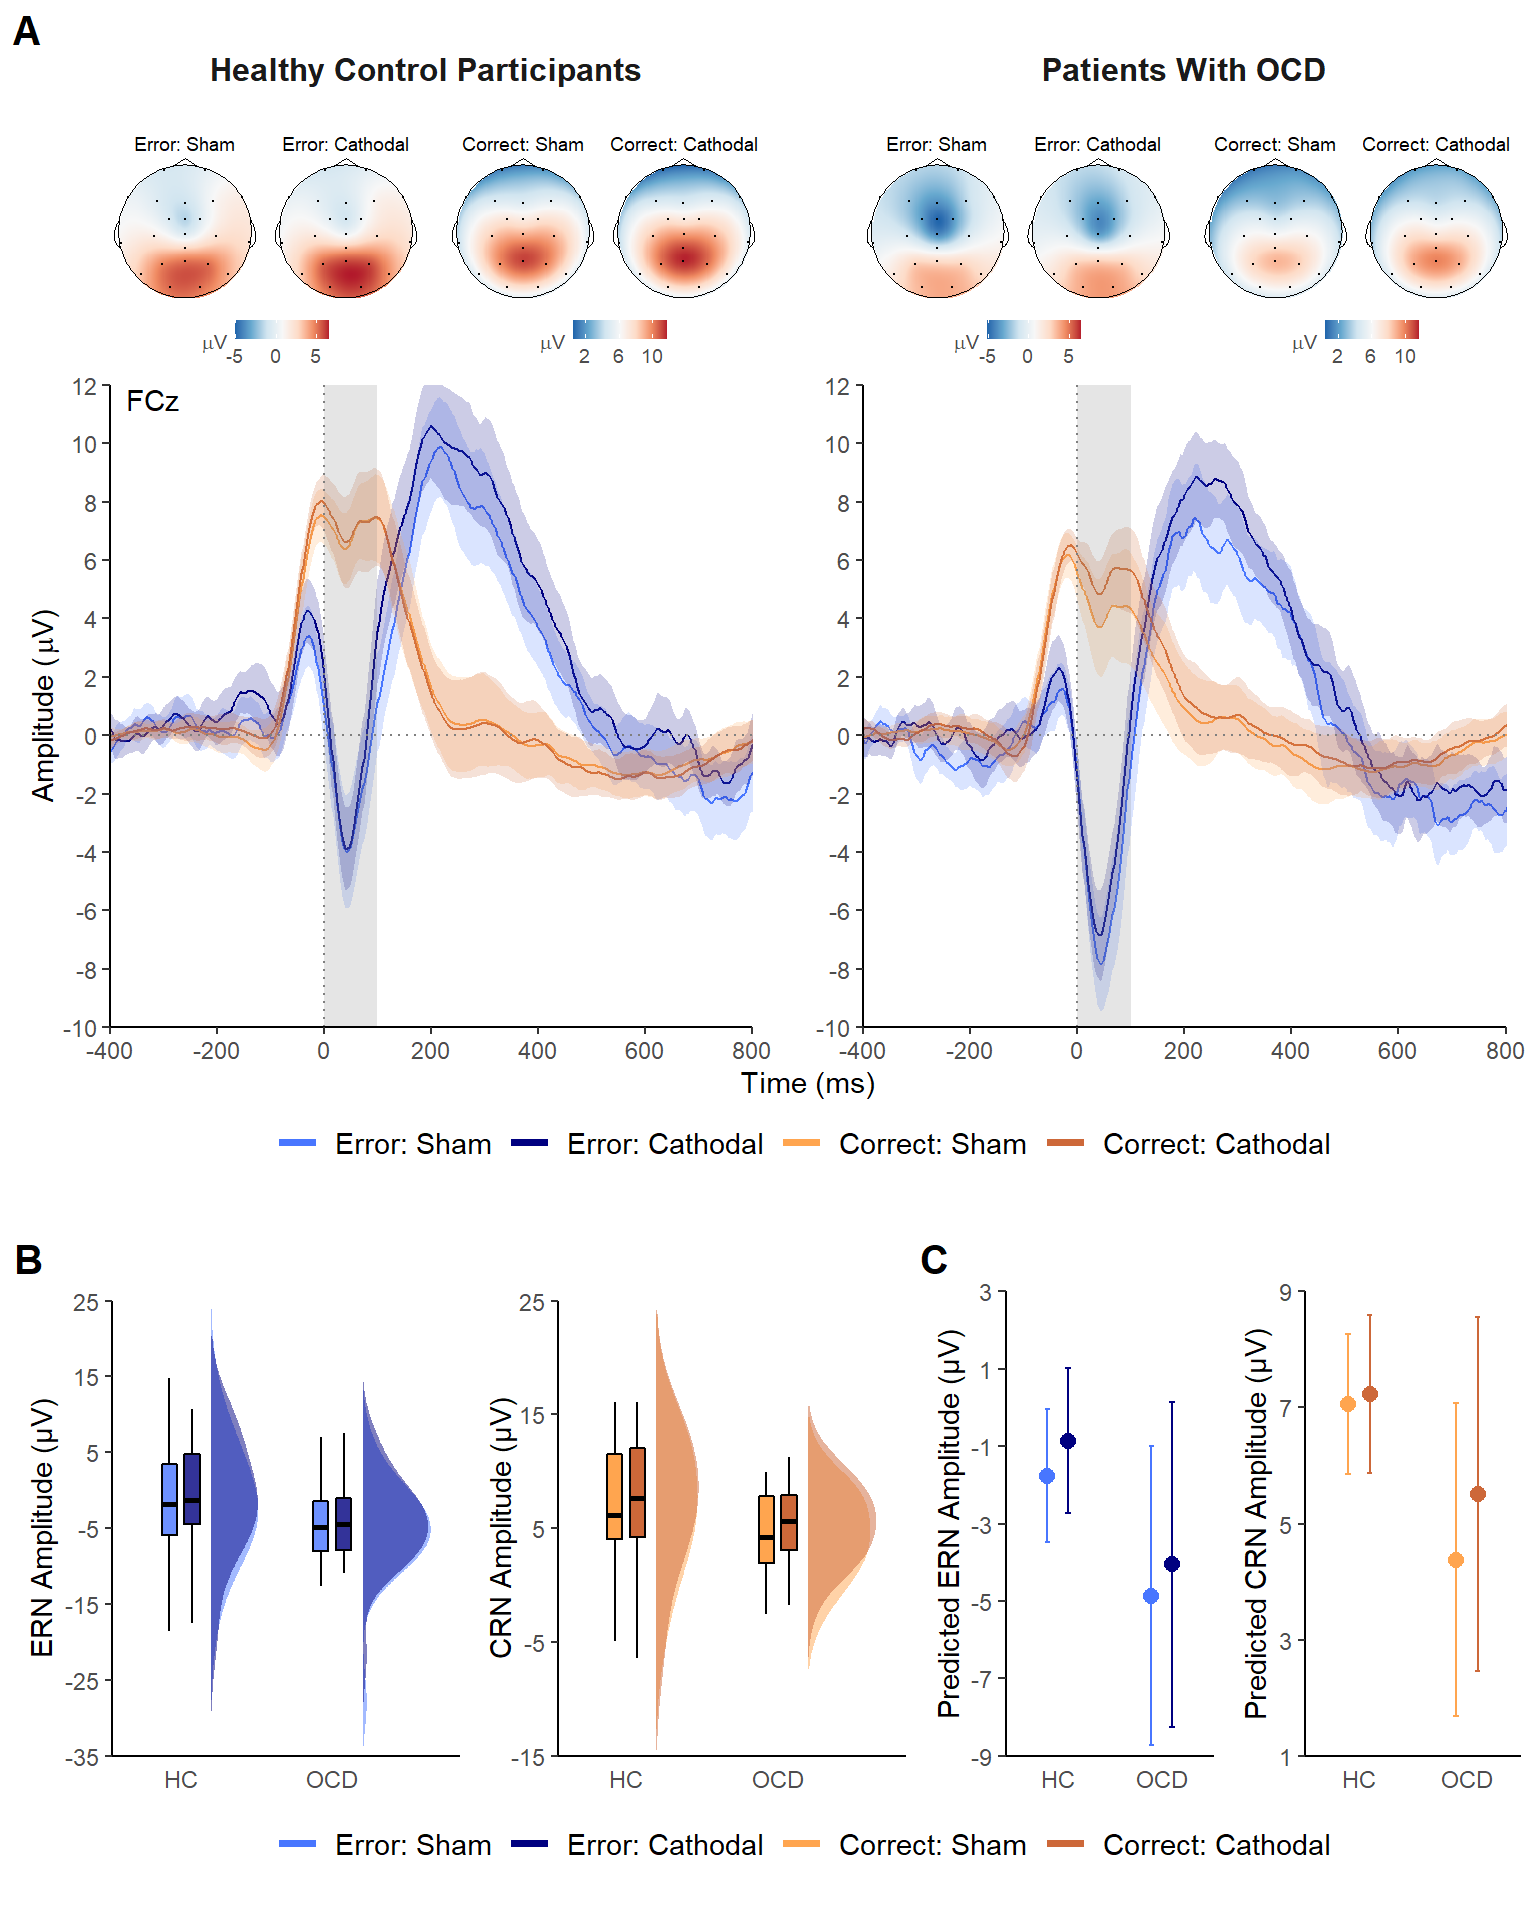 A
Healthy Control Participants
Patients With OCD
Error: Sham
Error: Cathodal
Correct: Sham
Correct: Cathodal
Error: Sham
Error: Cathodal
Correct: Sham
Correct: Cathodal
μV
-5 0 5
μV
2 6 10
μV
-5 0 5
μV
2 6 10
FCz
Amplitude (μV)
12
10
8
6
4
2
0
-2
-4
-6
-8
-10
-400 -200 0 200 400 600 800
12
10
8
6
4
2
0
-2
-4
-6
-8
-10
-400 -200 0 200 400 600 800
Time (ms)
Error: Sham Error: Cathodal Correct: Sham Correct: Cathodal
B
ERN Amplitude (μV)
25
15
5
-5
-15
-25
-35
HC OCD
CRN Amplitude (μV)
25
15
5
-5
-15
HC OCD
C
Predicted ERN Amplitude (μV)
3
1
-1
-3
-5
-7
-9
HC OCD
Predicted CRN Amplitude (μV)
9
7
5
3
1
HC OCD
Error: Sham Error: Cathodal Correct: Sham Correct: Cathodal